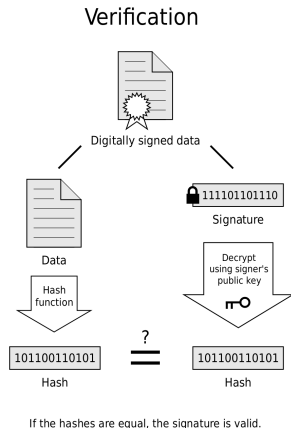 Verification
Digitally signed data
111101101110
Signature
Data
Decrypt
using signer's
public key
Hash
function
?
101100110101
101100110101
Hash
Hash
If the hashes are equal, the signature is valid.